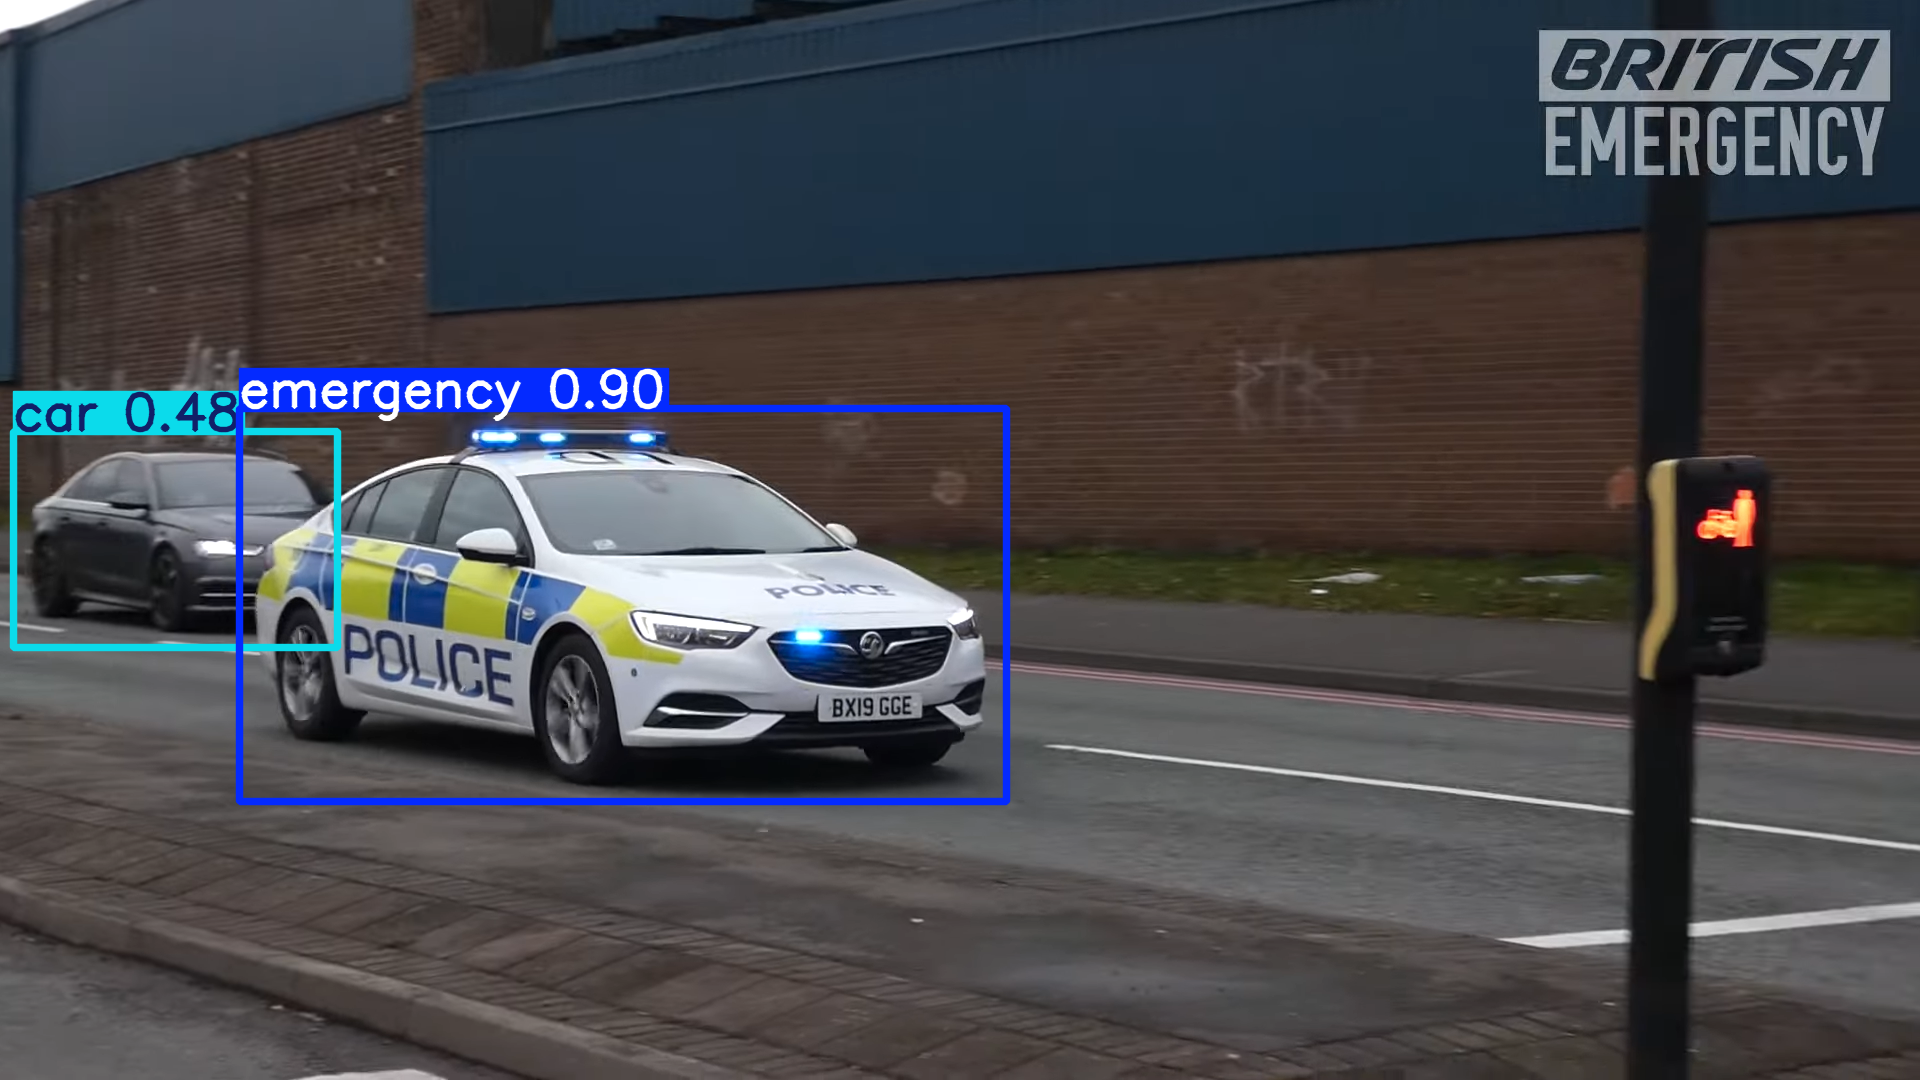 BRITISH
EMERGENCY
emergency 0.90
car 0.48
POLICE
POLICE
BX19 GGE